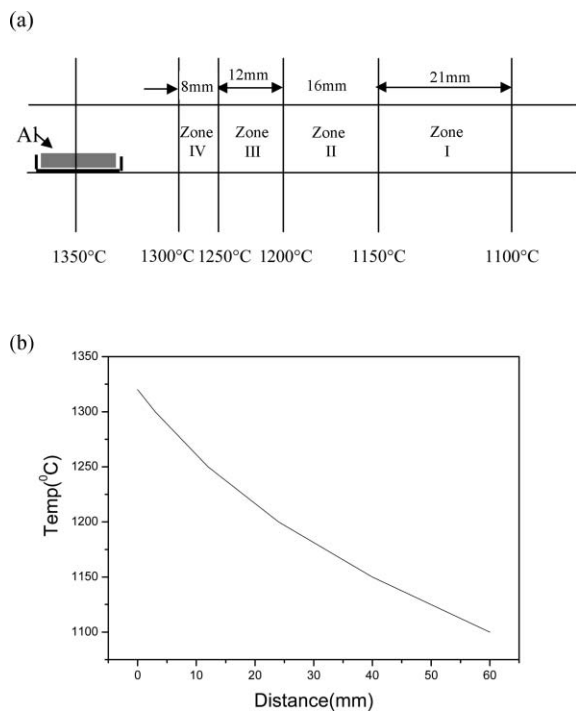 (a)
8mm
12mm
16mm
21mm
Al
Zone
IV
Zone
III
Zone
II
Zone
I
1350°C
1300°C
1250°C
1200°C
1150°C
1100°C
(b)
1350
1300
1250
1200
1150
1100
Temp(⁰C)
0 10 20 30 40 50 60
Distance(mm)